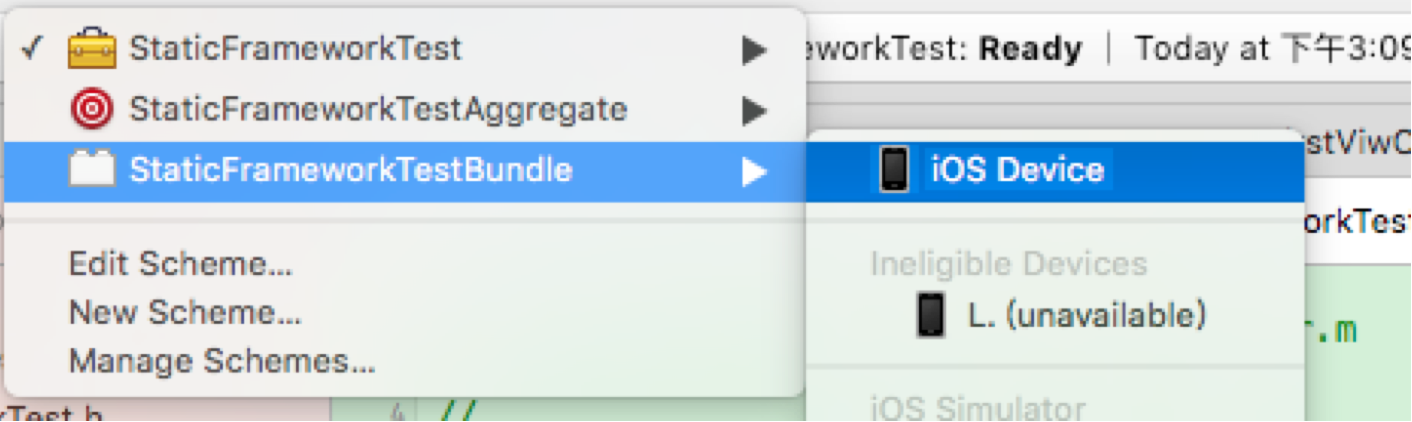 ✓ StaticFrameworkTest ▶
eworkTest: Ready | Today at 下午3:09
StaticFrameworkTestAggregate ▶
StaticFrameworkTestBundle ▶
iOS Device
Edit Scheme...
New Scheme...
Manage Schemes...
Ineligible Devices
L. (unavailable)
iOS Simulator
rstViwC
orkTest
r.m
kTest.h
4 //